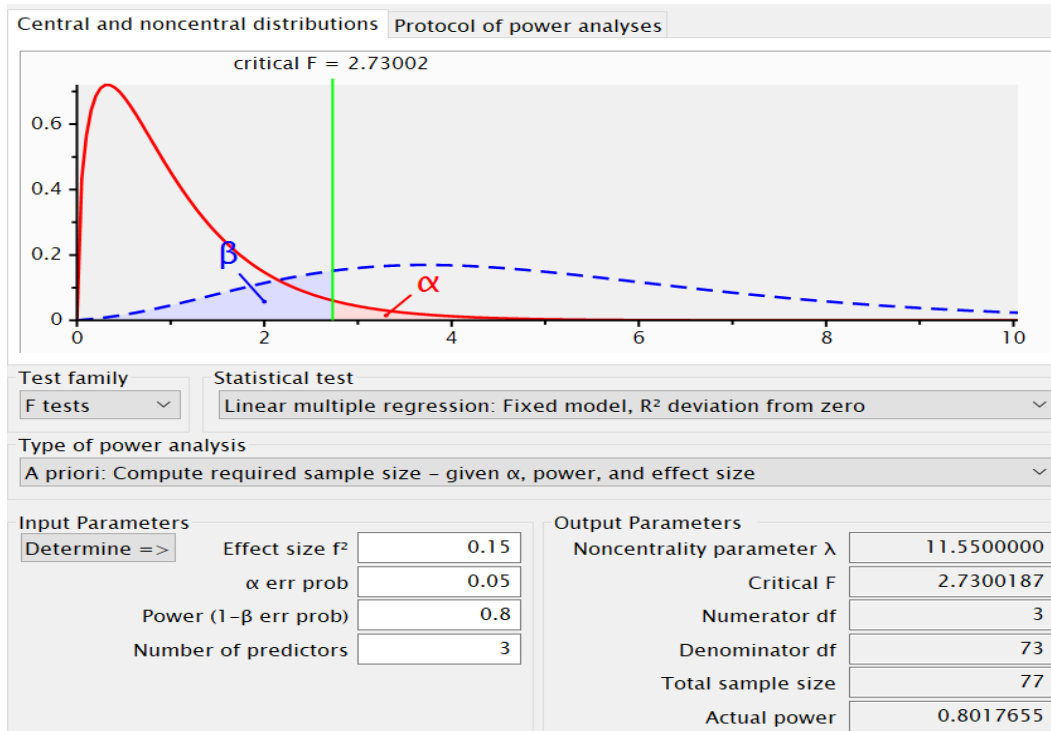 Central and noncentral distributions Protocol of power analyses
critical F = 2.73002
0.6
0.4
0.2
0
β
α
0 2 4 6 8 10
Test family Statistical test
F tests Linear multiple regression: Fixed model, R² deviation from zero
Type of power analysis
A priori: Compute required sample size – given α, power, and effect size
Input Parameters
Determine => Effect size f² 0.15
α err prob 0.05
Power (1-β err prob) 0.8
Number of predictors 3
Output Parameters
Noncentrality parameter λ 11.5500000
Critical F 2.7300187
Numerator df 3
Denominator df 73
Total sample size 77
Actual power 0.8017655